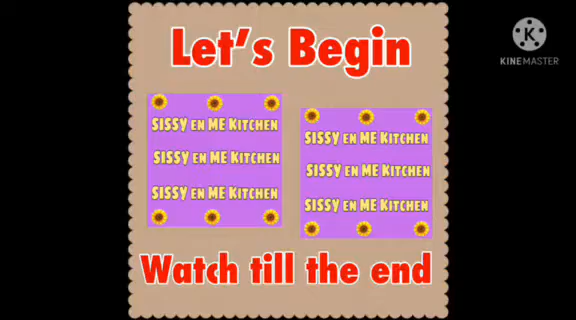 Let's Begin
SISSY EN ME KITCHEN
SISSY EN ME KITCHEN
SISSY EN ME KITCHEN
SISSY EN ME KITCHEN
SISSY EN ME KITCHEN
SISSY EN ME KITCHEN
Watch till the end
K
KINEMASTER